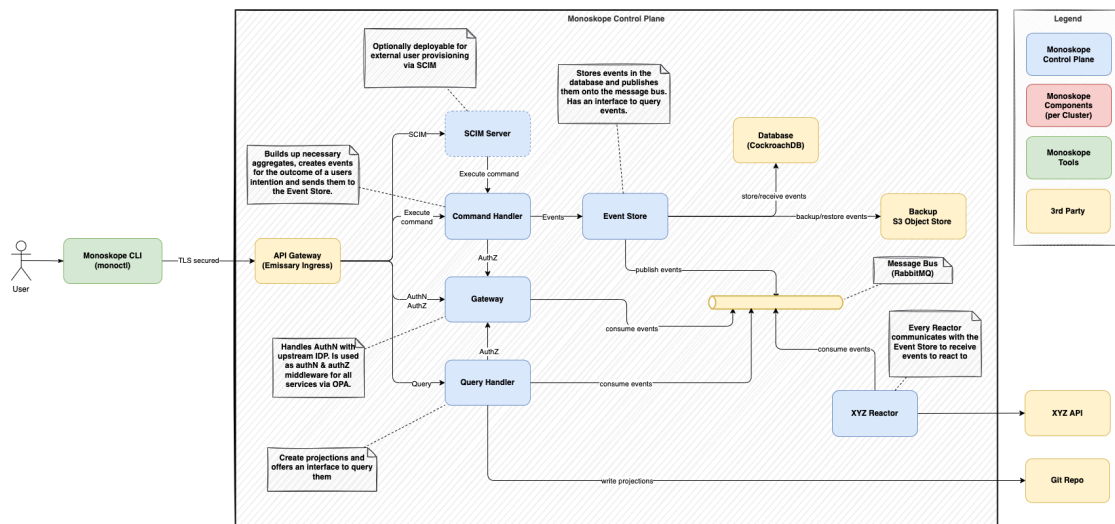 Monoskope Control Plane
Legend
Monoskope
Control Plane
Monoskope
Components
(per Cluster)
Monoskope
Tools
3rd Party
Optionally deployable for
external user provisioning
via SCIM
Stores events in the
database and publishes
them onto the message bus.
Has an interface to query
events.
SCIM
SCIM Server
Database
(CockroachDB)
Builds up necessary
aggregates, creates events
for the outcome of a users
intention and sends them to
the Event Store.
Execute command
store/receive events
Execute
command
Command Handler
Events
Event Store
backup/restore events
Backup
S3 Object Store
User
Monoskope CLI
(monoctl)
TLS secured
API Gateway
(Emissary Ingress)
AuthZ
publish events
Message Bus
(RabbitMQ)
AuthN
AuthZ
Gateway
consume events
Handles AuthN with
upstream IDP. Is used
as authN & authZ
middleware for all
services via OPA.
AuthZ
Every Reactor
communicates with the
Event Store to receive
events to react to
consume events
Query
Query Handler
consume events
XYZ Reactor
XYZ API
Create projections and
offers an interface to query
them
write projections
Git Repo